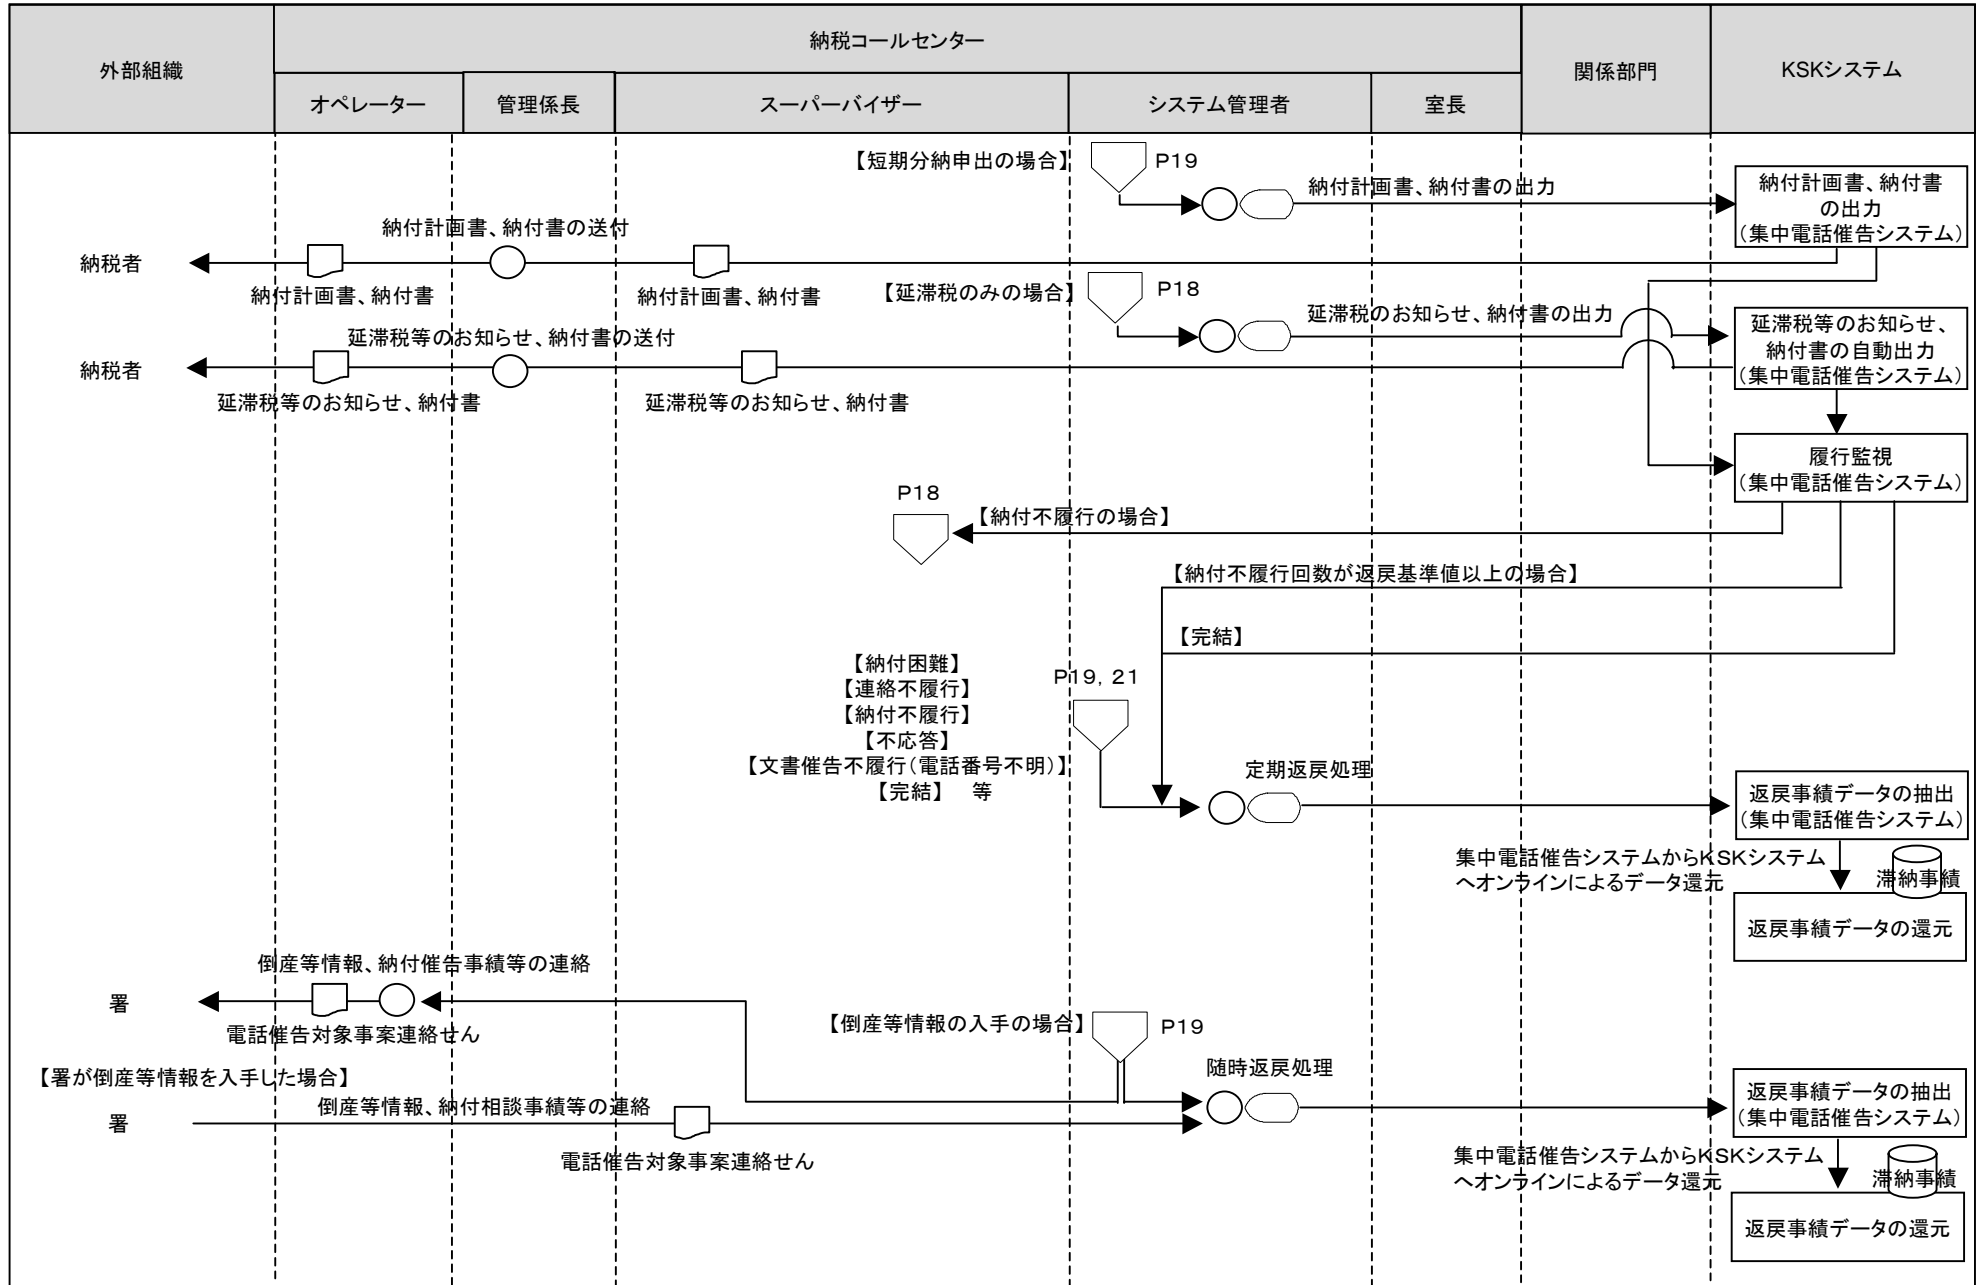 外部組織
納税コールセンター
関係部門
KSKシステム
オペレーター
管理係長
スーパーバイザー
システム管理者
室長
【短期分納申出の場合】
P19
納付計画書、納付書の出力
納付計画書、納付書
の出力
（集中電話催告システム）
納付計画書、納付書の送付
納税者
納付計画書、納付書
納付計画書、納付書
【延滞税のみの場合】
P18
延滞税のお知らせ、納付書の出力
延滞税等のお知らせ、
納付書の自動出力
（集中電話催告システム）
延滞税等のお知らせ、納付書の送付
納税者
延滞税等のお知らせ、納付書
延滞税等のお知らせ、納付書
履行監視
（集中電話催告システム）
P18
【納付不履行の場合】
【納付不履行回数が返戻基準値以上の場合】
【完結】
【納付困難】
【連絡不履行】
【納付不履行】
【不応答】
【文書催告不履行（電話番号不明）】
【完結】　等
P19，21
定期返戻処理
返戻事績データの抽出
（集中電話催告システム）
集中電話催告システムからKSKシステム
へオンラインによるデータ還元
滞納事績
返戻事績データの還元
倒産等情報、納付催告事績等の連絡
署
電話催告対象事案連絡せん
【倒産等情報の入手の場合】
P19
随時返戻処理
【署が倒産等情報を入手した場合】
倒産等情報、納付相談事績等の連絡
署
電話催告対象事案連絡せん
返戻事績データの抽出
（集中電話催告システム）
集中電話催告システムからKSKシステム
へオンラインによるデータ還元
滞納事績
返戻事績データの還元